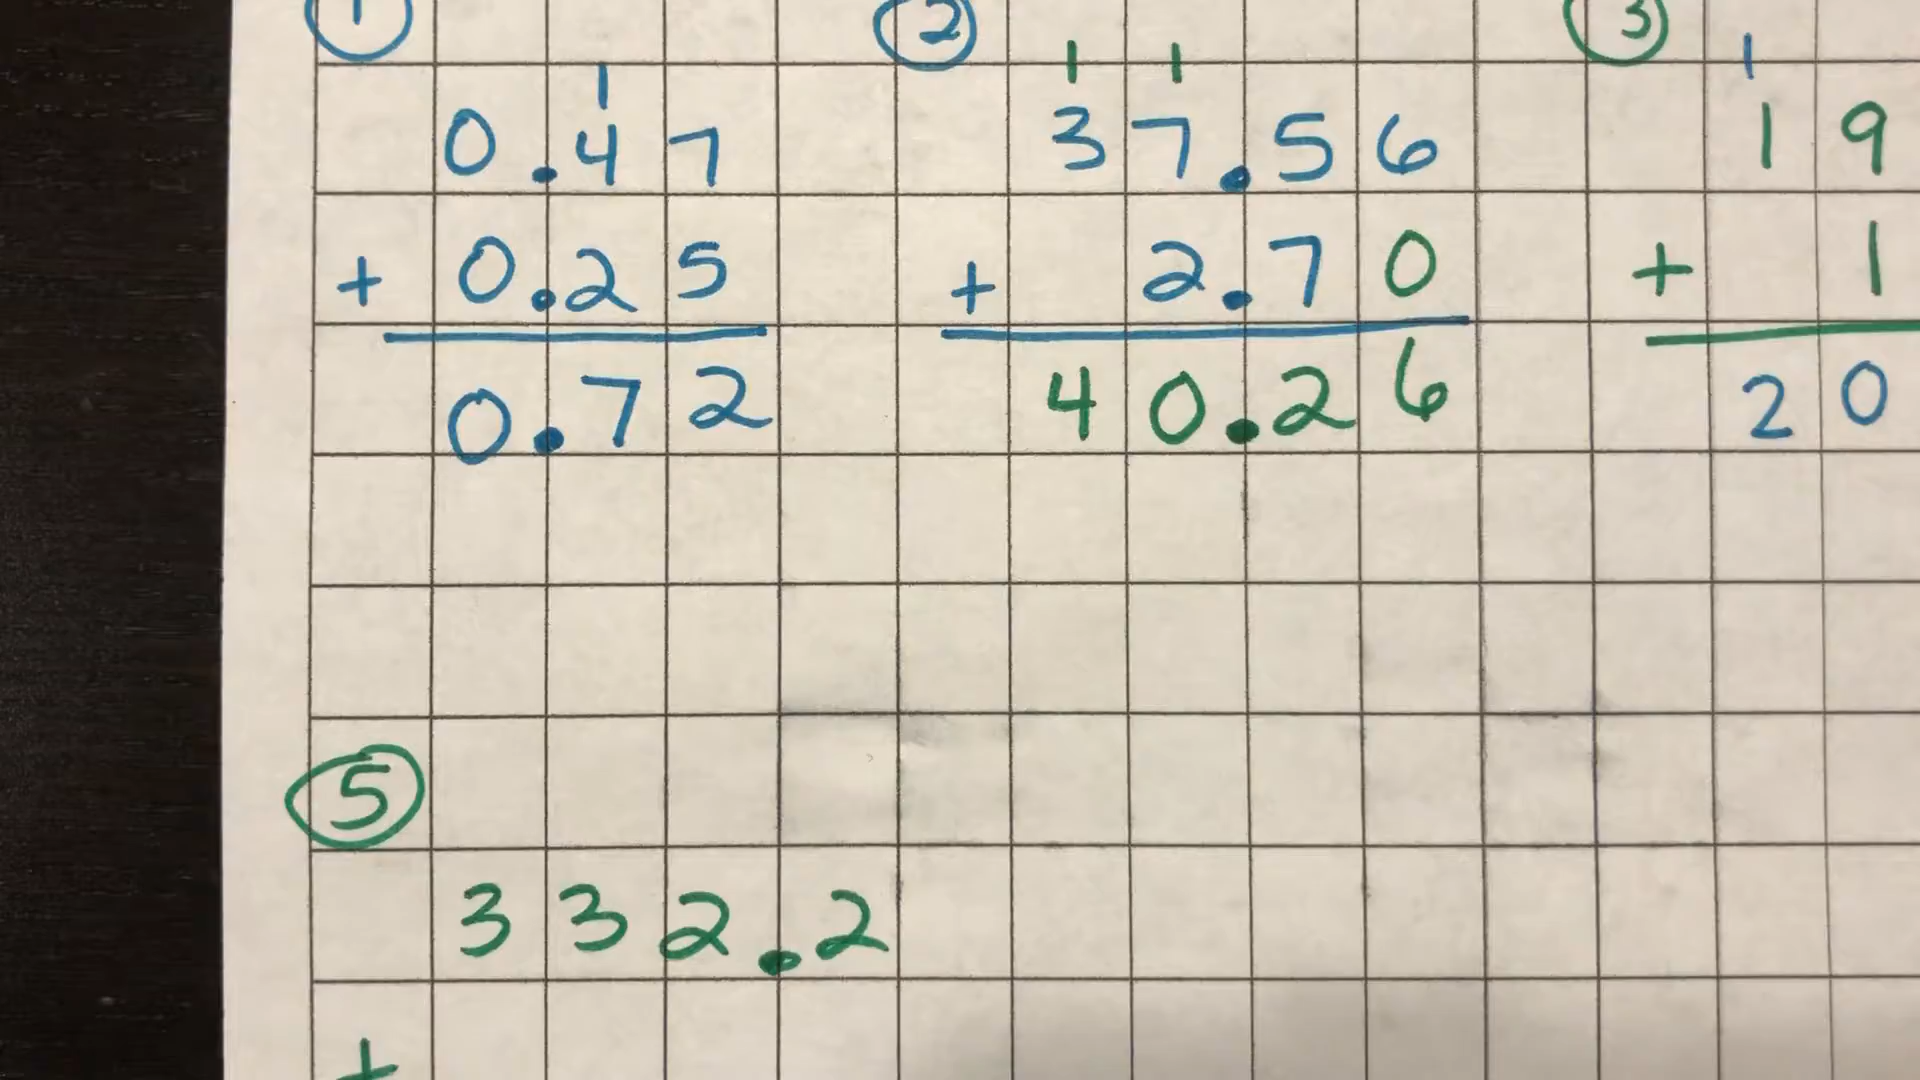 1 2 3
1 1 1 1
0.47 37.56 19
+ 0.25 + 2.70 + 1
0.72 40.26 20
5
332.2
+